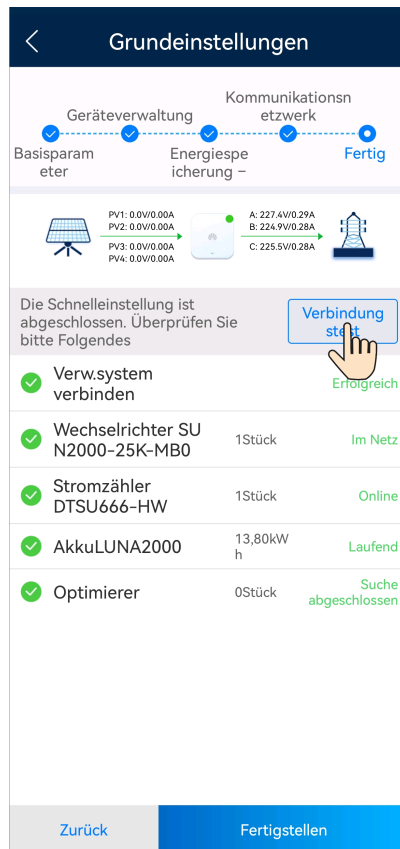 Grundeinstellungen
Kommunikationsn
Geräteverwaltung
etzwerk
Basisparam
eter
Energiespe
icherung –
Fertig
PV1: 0.0V/0.00A
PV2: 0.0V/0.00A
PV3: 0.0V/0.00A
PV4: 0.0V/0.00A
A: 227.4V/0.29A
B: 224.9V/0.28A
C: 225.5V/0.28A
Die Schnelleinstellung ist
abgeschlossen. Überprüfen Sie
bitte Folgendes
Verbindung
stest
Verw.system
verbinden
Erfolgreich
Wechselrichter SU
N2000-25K-MB0
1Stück
Im Netz
Stromzähler
DTSU666-HW
1Stück
Online
AkkuLUNA2000
13,80kW
h
Laufend
Optimierer
0Stück
Suche
abgeschlossen
Zurück
Fertigstellen